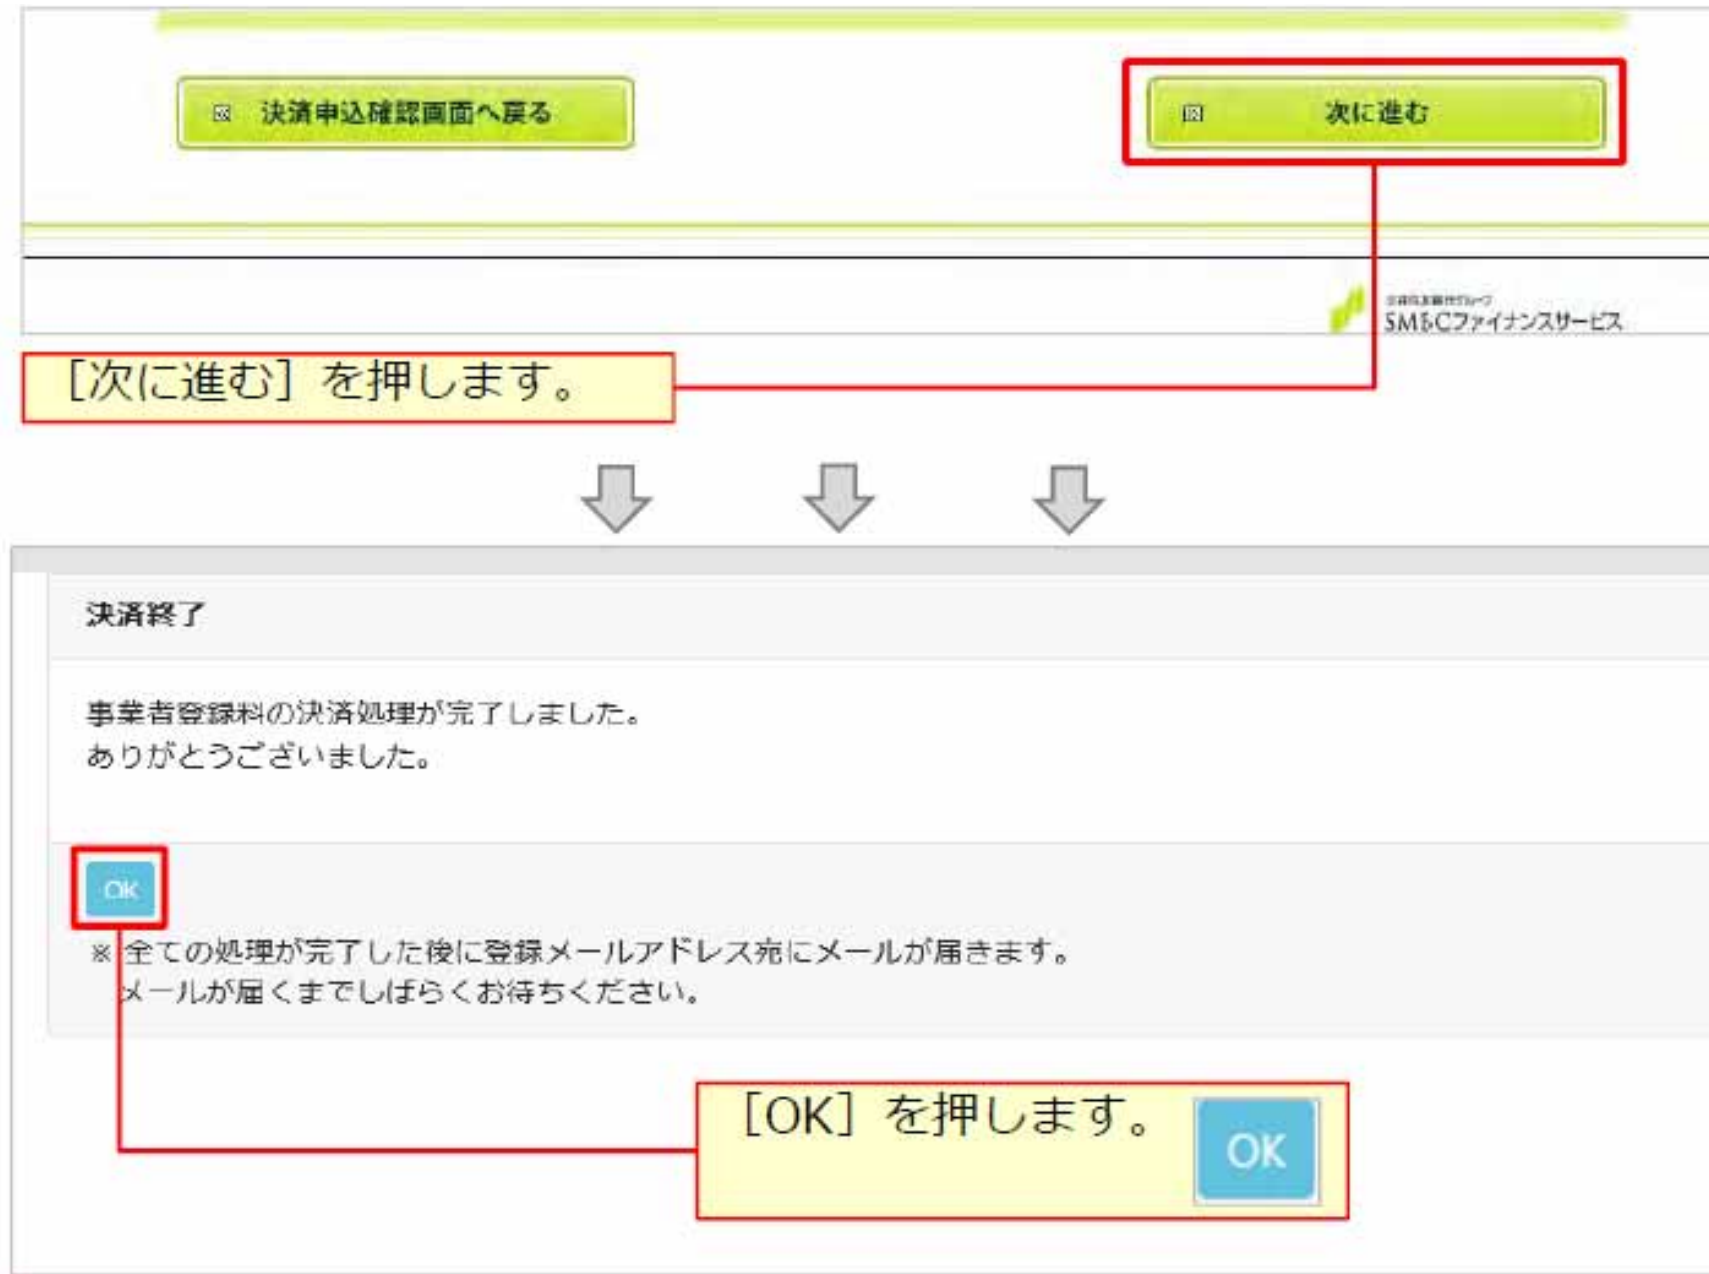 決済申込確認画面へ戻る
次に進む
SMBCファイナンスサービス
［次に進む］を押します。
決済終了
事業者登録料の決済処理が完了しました。
ありがとうございました。
OK
※ 全ての処理が完了した後に登録メールアドレス宛にメールが届きます。
メールが届くまでしばらくお待ちください。
［OK］を押します。
OK